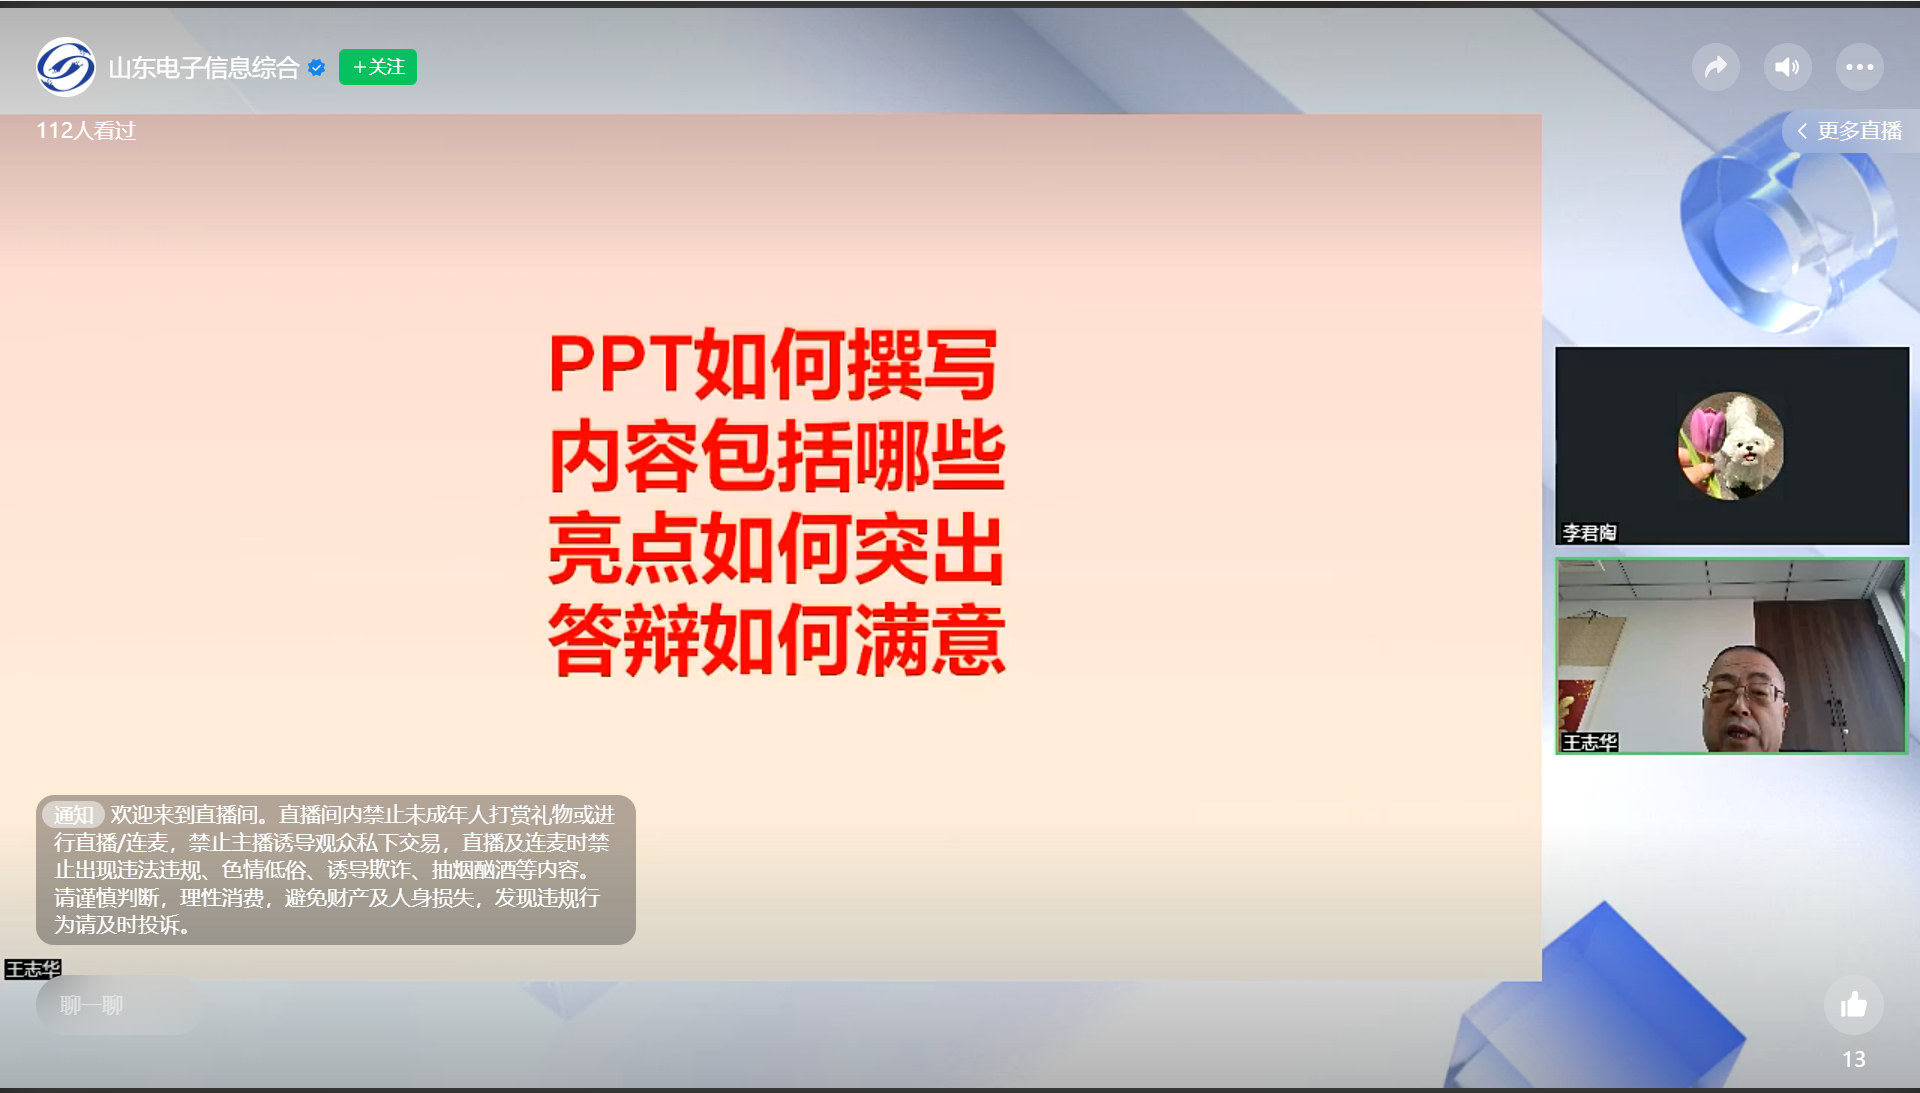 山东电子信息综合
+关注
112人看过
更多直播
PPT如何撰写
内容包括哪些
亮点如何突出
答辩如何满意
李君陶
王志华
通知 欢迎来到直播间。直播间内禁止未成年人打赏礼物或进
行直播/连麦，禁止主播诱导观众私下交易，直播及连麦时禁
止出现违法违规、色情低俗、诱导欺诈、抽烟酗酒等内容。
请谨慎判断，理性消费，避免财产及人身损失，发现违规行
为请及时投诉。
王志华
聊一聊
13